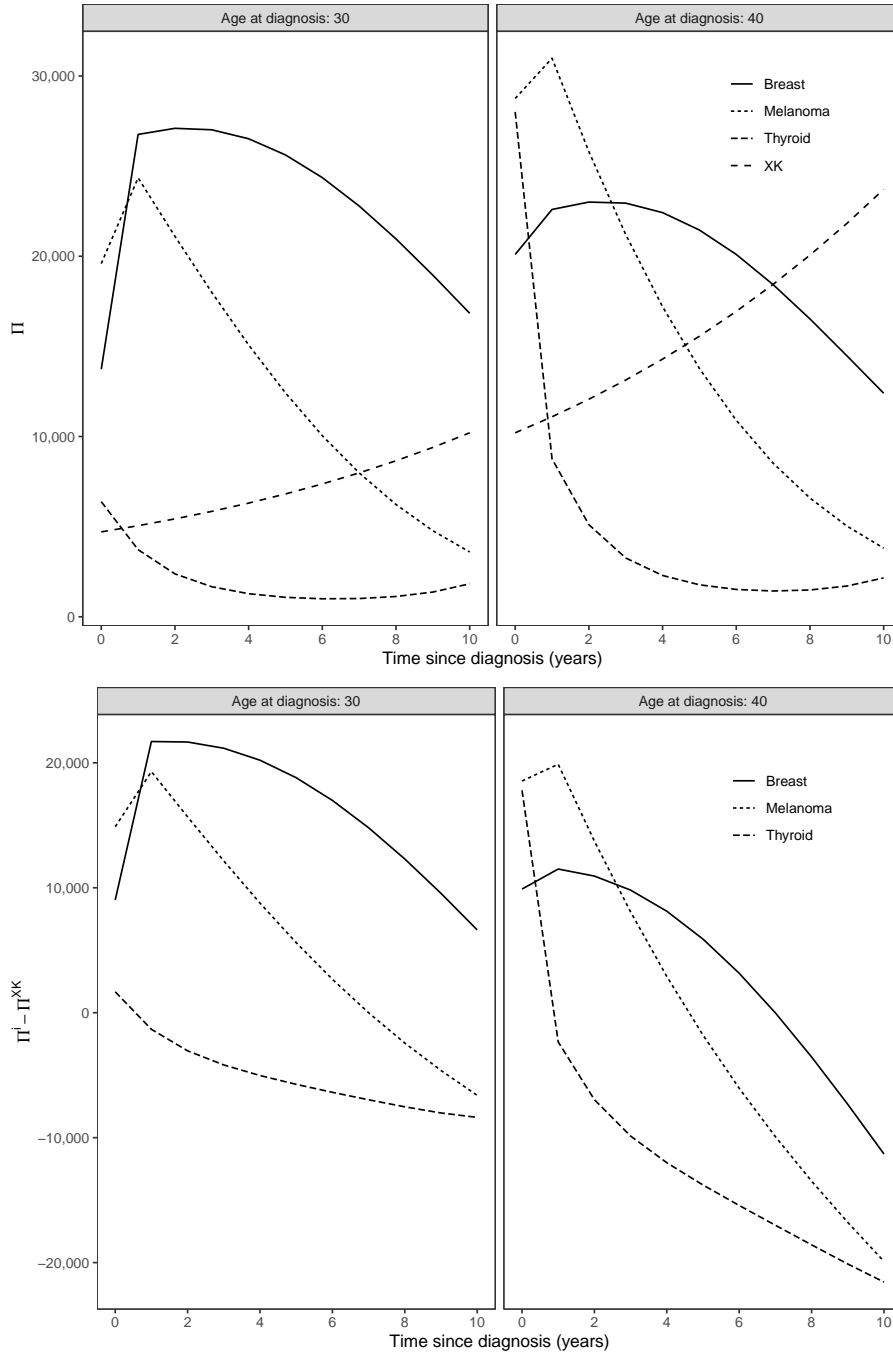 Age at diagnosis: 30
Age at diagnosis: 40
30,000
20,000
10,000
0
Π
Breast
Melanoma
Thyroid
XK
0 2 4 6 8 10
0 2 4 6 8 10
Time since diagnosis (years)
Age at diagnosis: 30
Age at diagnosis: 40
20,000
10,000
0
−10,000
−20,000
Πⁱ − Πˣᴷ
Breast
Melanoma
Thyroid
0 2 4 6 8 10
0 2 4 6 8 10
Time since diagnosis (years)